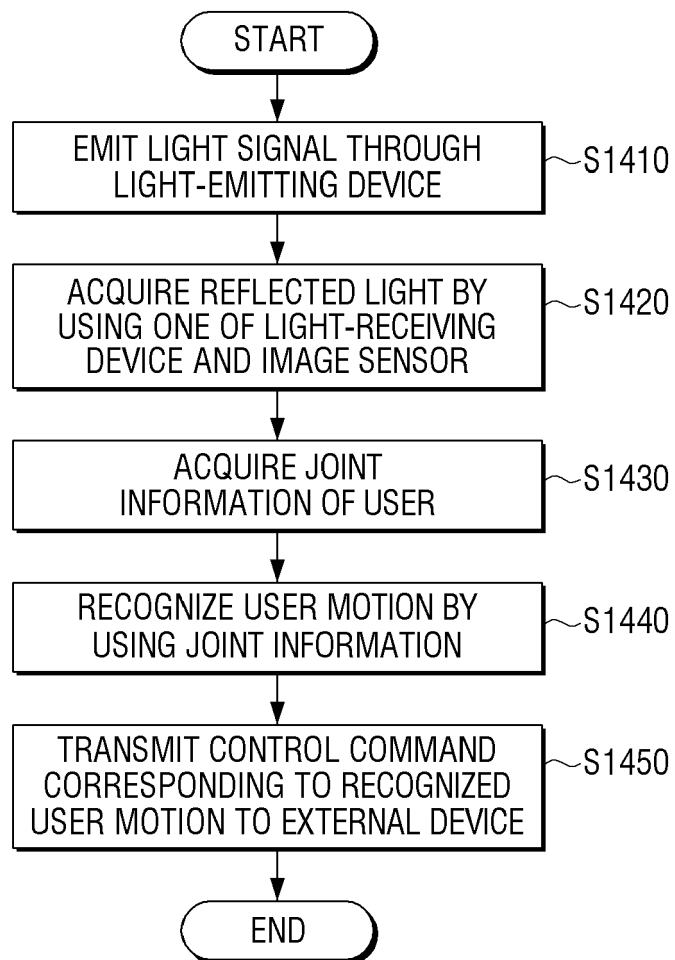 START
EMIT LIGHT SIGNAL THROUGH
LIGHT-EMITTING DEVICE
S1410
ACQUIRE REFLECTED LIGHT BY
USING ONE OF LIGHT-RECEIVING
DEVICE AND IMAGE SENSOR
S1420
ACQUIRE JOINT
INFORMATION OF USER
S1430
RECOGNIZE USER MOTION BY
USING JOINT INFORMATION
S1440
TRANSMIT CONTROL COMMAND
CORRESPONDING TO RECOGNIZED
USER MOTION TO EXTERNAL DEVICE
S1450
END